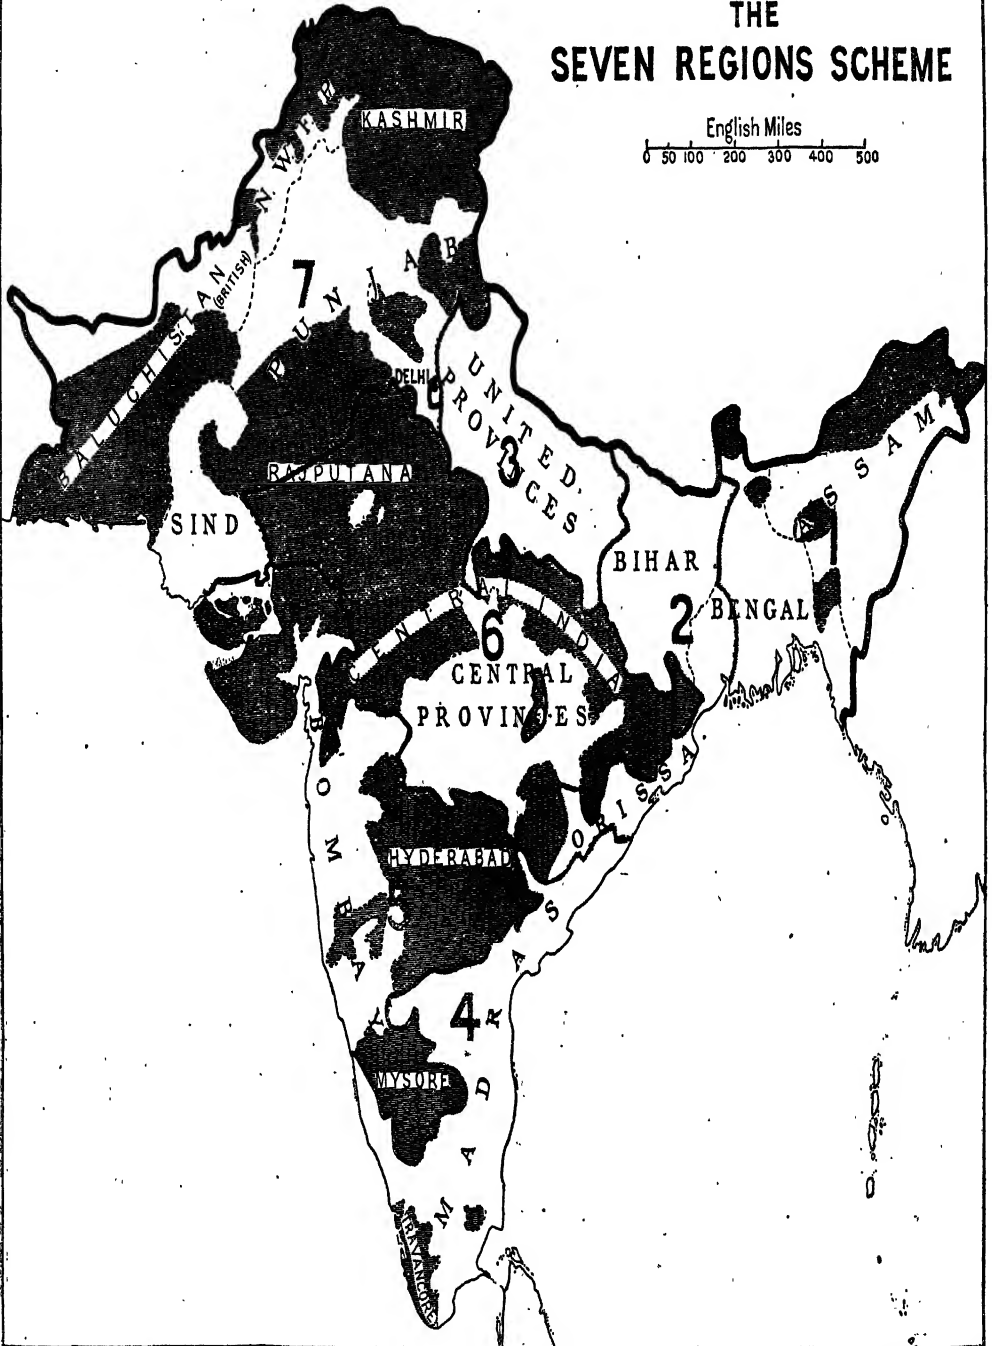 THE
SEVEN REGIONS SCHEME
English Miles
0 50 100 200 300 400 500
KASHMIR
N. W. F. P.
7
PUNJAB
BALUCHISTAN
(BRITISH)
DELHI
UNITED
PROVINCES
3
RAJPUTANA
SIND
ASSAM
1
BIHAR
2
BENGAL
CENTRAL INDIA
6
CENTRAL
PROVINCES
ORISSA
BOMBAY
HYDERABAD
4
MADRAS
MYSORE
TRAVANCORE